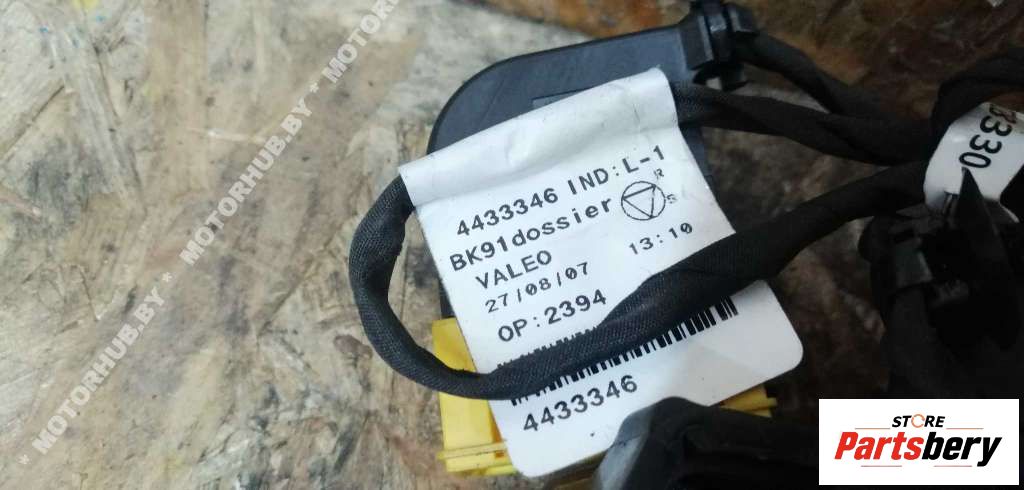 4433346 IND:L-1
BK91dossier
R
S
VALEO
27/08/07 13:10
OP:2394
4433346
3330
* MOTORHUB.BY * MOTORHUB.BY * MOTORHUB.BY *
STORE
Partsbery